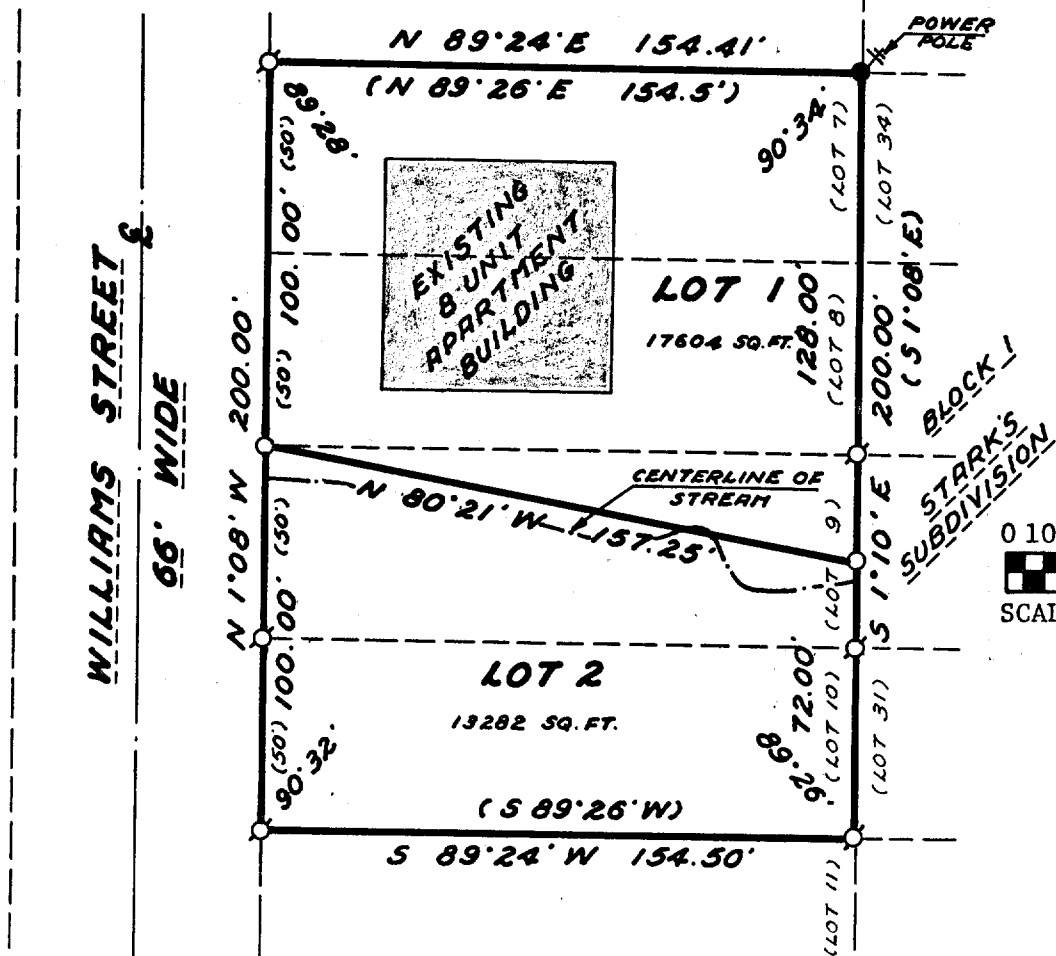 N 89°24' E 154.41'
(N 89°26' E 154.5')
POWER
POLE
89°28'
90°34'
(LOT 7)
(LOT 34)
(50')
100.00'
(50')
EXISTING
8-UNIT
APARTMENT
BUILDING
LOT 1
17604 SQ.FT.
128.00'
(LOT 8)
200.00'
(S 1°08' E)
S 1°10' E
BLOCK 1
STARK'S
SUBDIVISION
WILLIAMS STREET
66' WIDE
℄
N 1°08' W 200.00'
CENTERLINE OF
STREAM
N 80°21' W 157.25'
(LOT 9)
0 10
SCAL
(50')
100.00'
(50')
LOT 2
13282 SQ.FT.
72.00'
(LOT 10)
(LOT 31)
90°32'
89°26'
(S 89°26' W)
S 89°24' W 154.50'
(LOT 11)